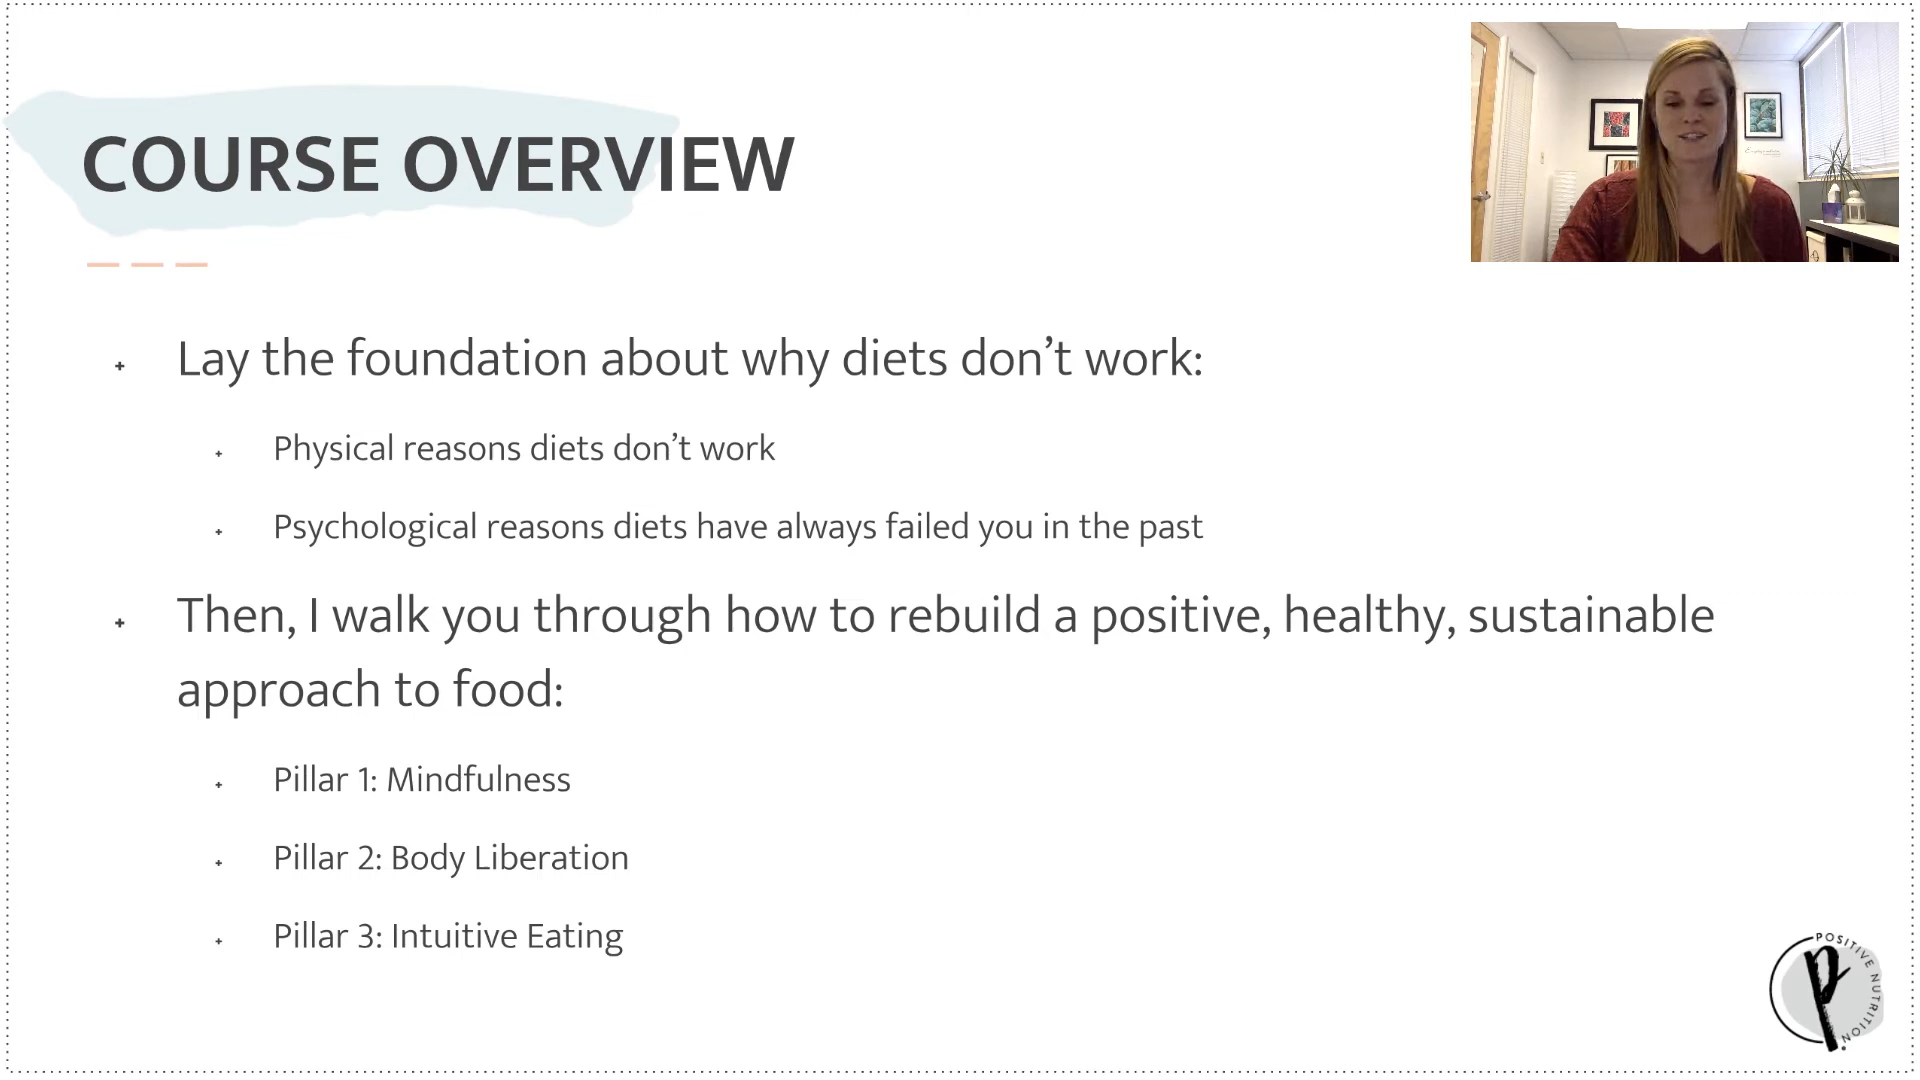 COURSE OVERVIEW
Lay the foundation about why diets don’t work:
Physical reasons diets don’t work
Psychological reasons diets have always failed you in the past
Then, I walk you through how to rebuild a positive, healthy, sustainable
approach to food:
Pillar 1: Mindfulness
Pillar 2: Body Liberation
Pillar 3: Intuitive Eating
POSITIVE NUTRITION
P.